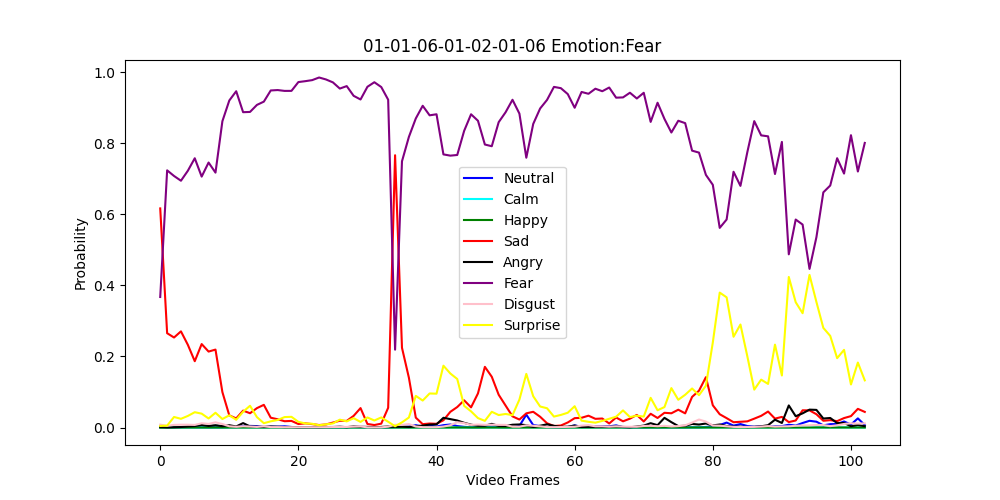 01-01-06-01-02-01-06 Emotion:Fear
1.0
0.8
0.6
0.4
0.2
0.0
Probability
Neutral
Calm
Happy
Sad
Angry
Fear
Disgust
Surprise
0 20 40 60 80 100
Video Frames